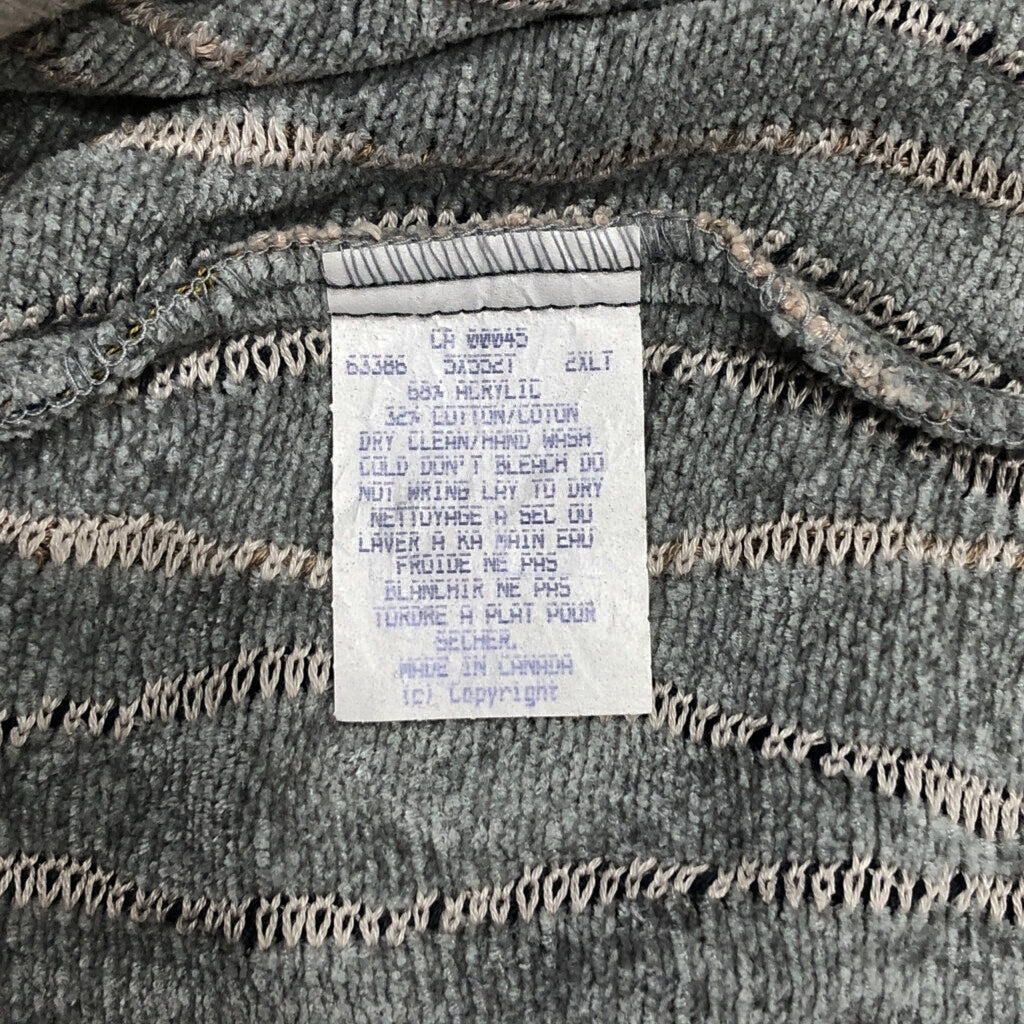 CA 00045
63386 5X552T 2XLT
68% ACRYLIC
32% COTTON/COTON
DRY CLEAN/HAND WASH
COLD DON'T BLEACH DO
NOT WRING LAY TO DRY
NETTOYAGE A SEC OU
LAVER A KA MAIN EAU
FROIDE NE PAS
BLANCHIR NE PAS
TORDRE A PLAT POUR
SECHER.
MADE IN CANADA
(c) Copyright